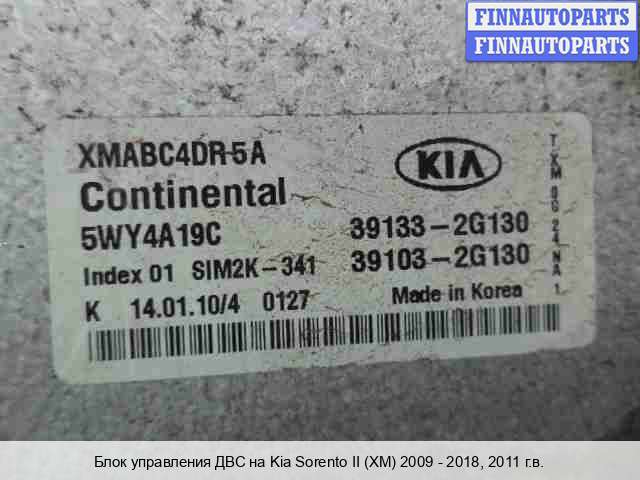 FINNAUTOPARTS
FINNAUTOPARTS
XMABC4DR-5A
KIA
Continental
5WY4A19C
39133-2G130
Index 01 SIM2K-341
39103-2G130
K 14.01.10/4 0127
Made in Korea
Блок управления ДВС на Kia Sorento II (XM) 2009 - 2018, 2011 г.в.